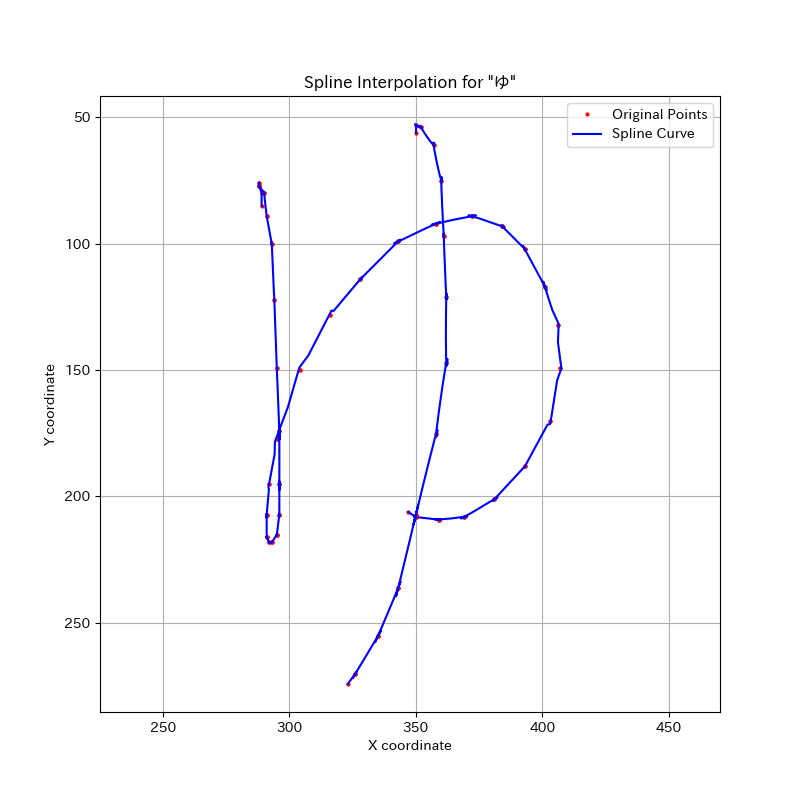 Spline Interpolation for "ゆ"
Original Points
Spline Curve
50
100
150
200
250
Y coordinate
250
300
350
400
450
X coordinate
ゆ